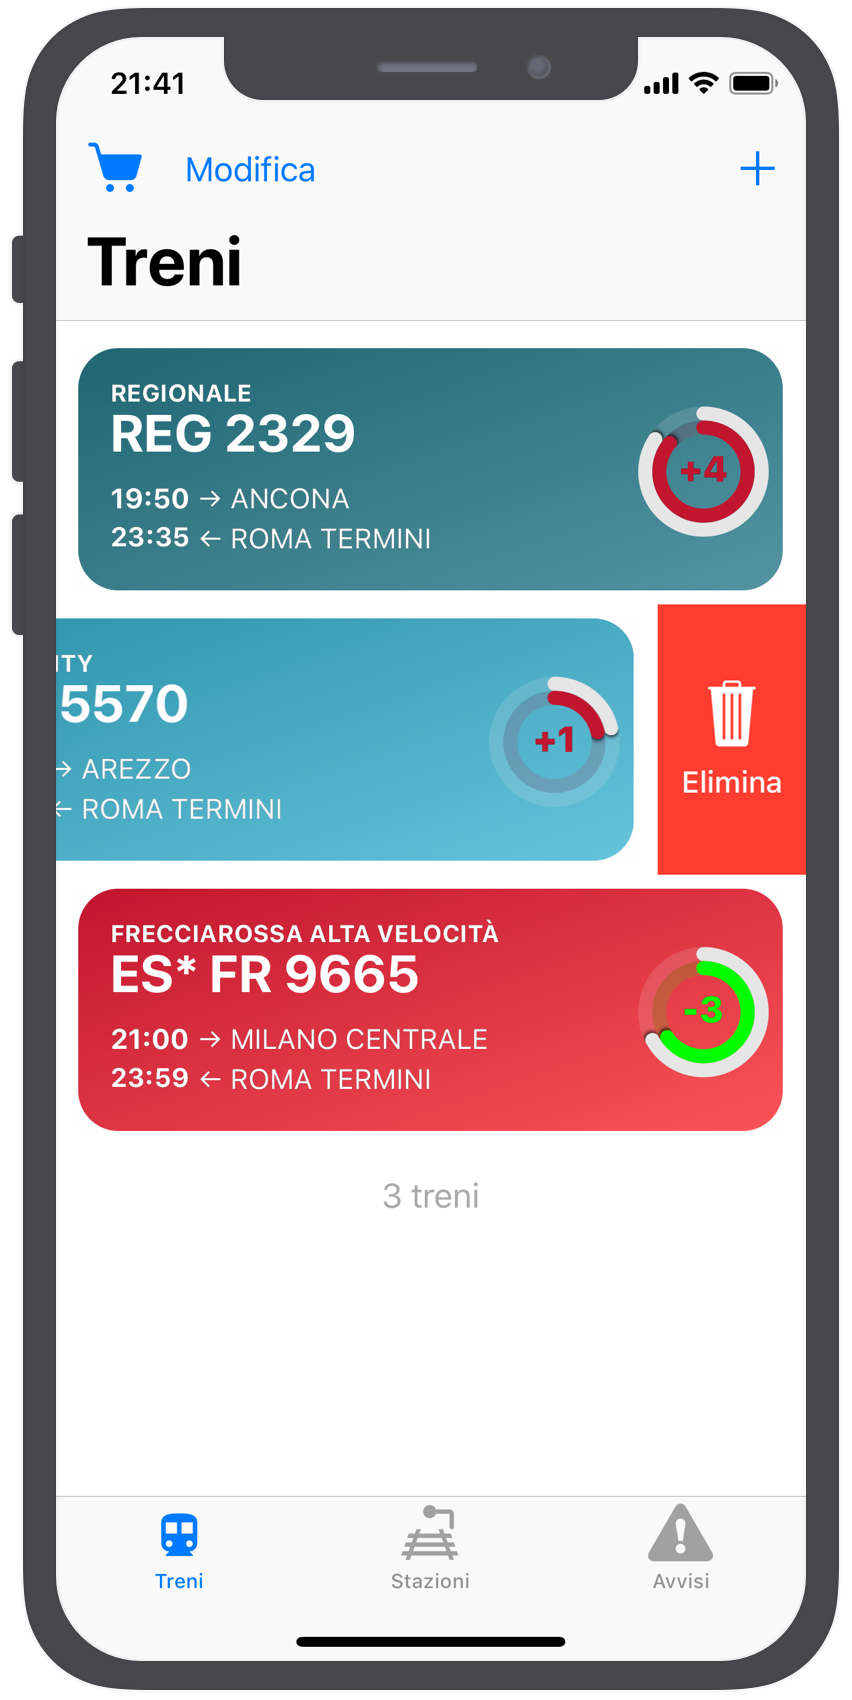 21:41
Modifica
Treni
REGIONALE
REG 2329
19:50 → ANCONA
23:35 ← ROMA TERMINI
+4
ITY
5570
→ AREZZO
← ROMA TERMINI
+1
Elimina
FRECCIAROSSA ALTA VELOCITÀ
ES* FR 9665
21:00 → MILANO CENTRALE
23:59 ← ROMA TERMINI
-3
3 treni
Treni
Stazioni
Avvisi